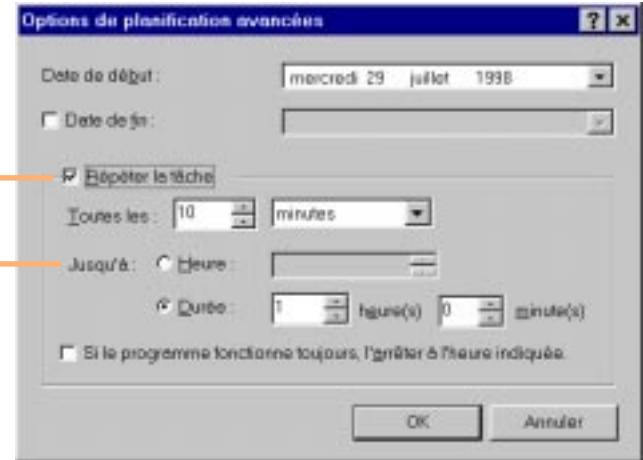 Options de planification avancées
Date de début :
mercredi 29 juillet 1998
Date de fin :
Répéter la tâche
Toutes les : 10 minutes
Jusqu'à : Heure :
Durée : 1 heure(s) 0 minute(s)
Si le programme fonctionne toujours, l'arrêter à l'heure indiquée.
OK Annuler